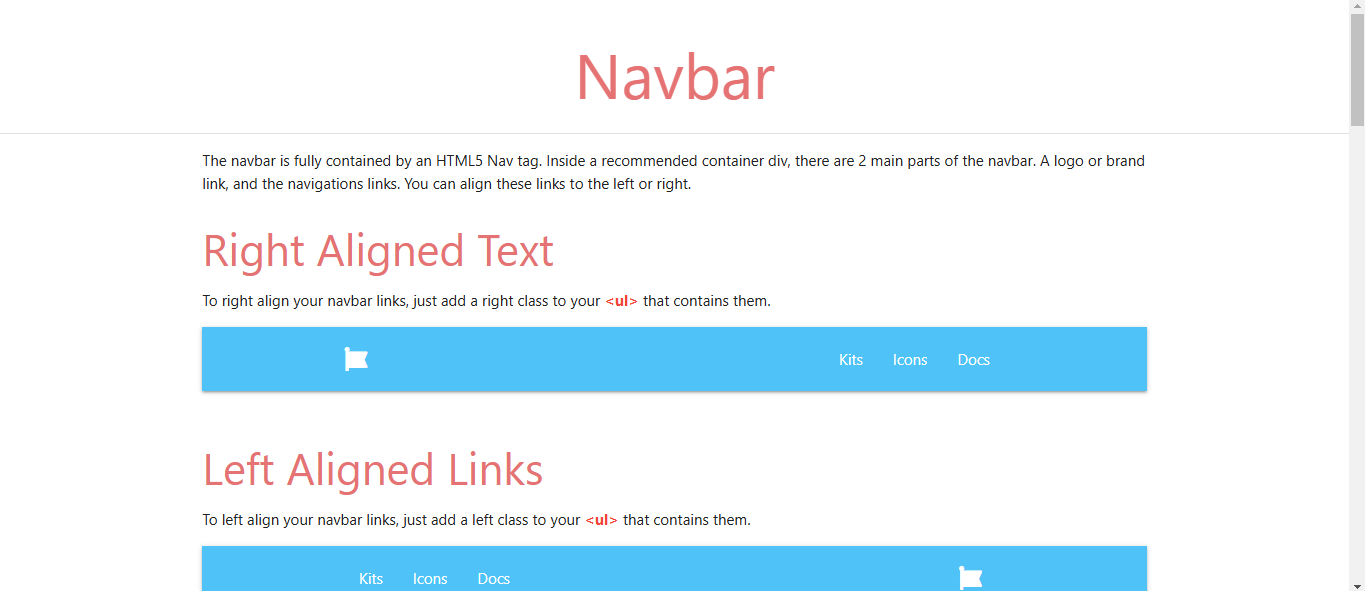 Navbar
The navbar is fully contained by an HTML5 Nav tag. Inside a recommended container div, there are 2 main parts of the navbar. A logo or brand
link, and the navigations links. You can align these links to the left or right.
Right Aligned Text
To right align your navbar links, just add a right class to your <ul> that contains them.
Kits Icons Docs
Left Aligned Links
To left align your navbar links, just add a left class to your <ul> that contains them.
Kits Icons Docs